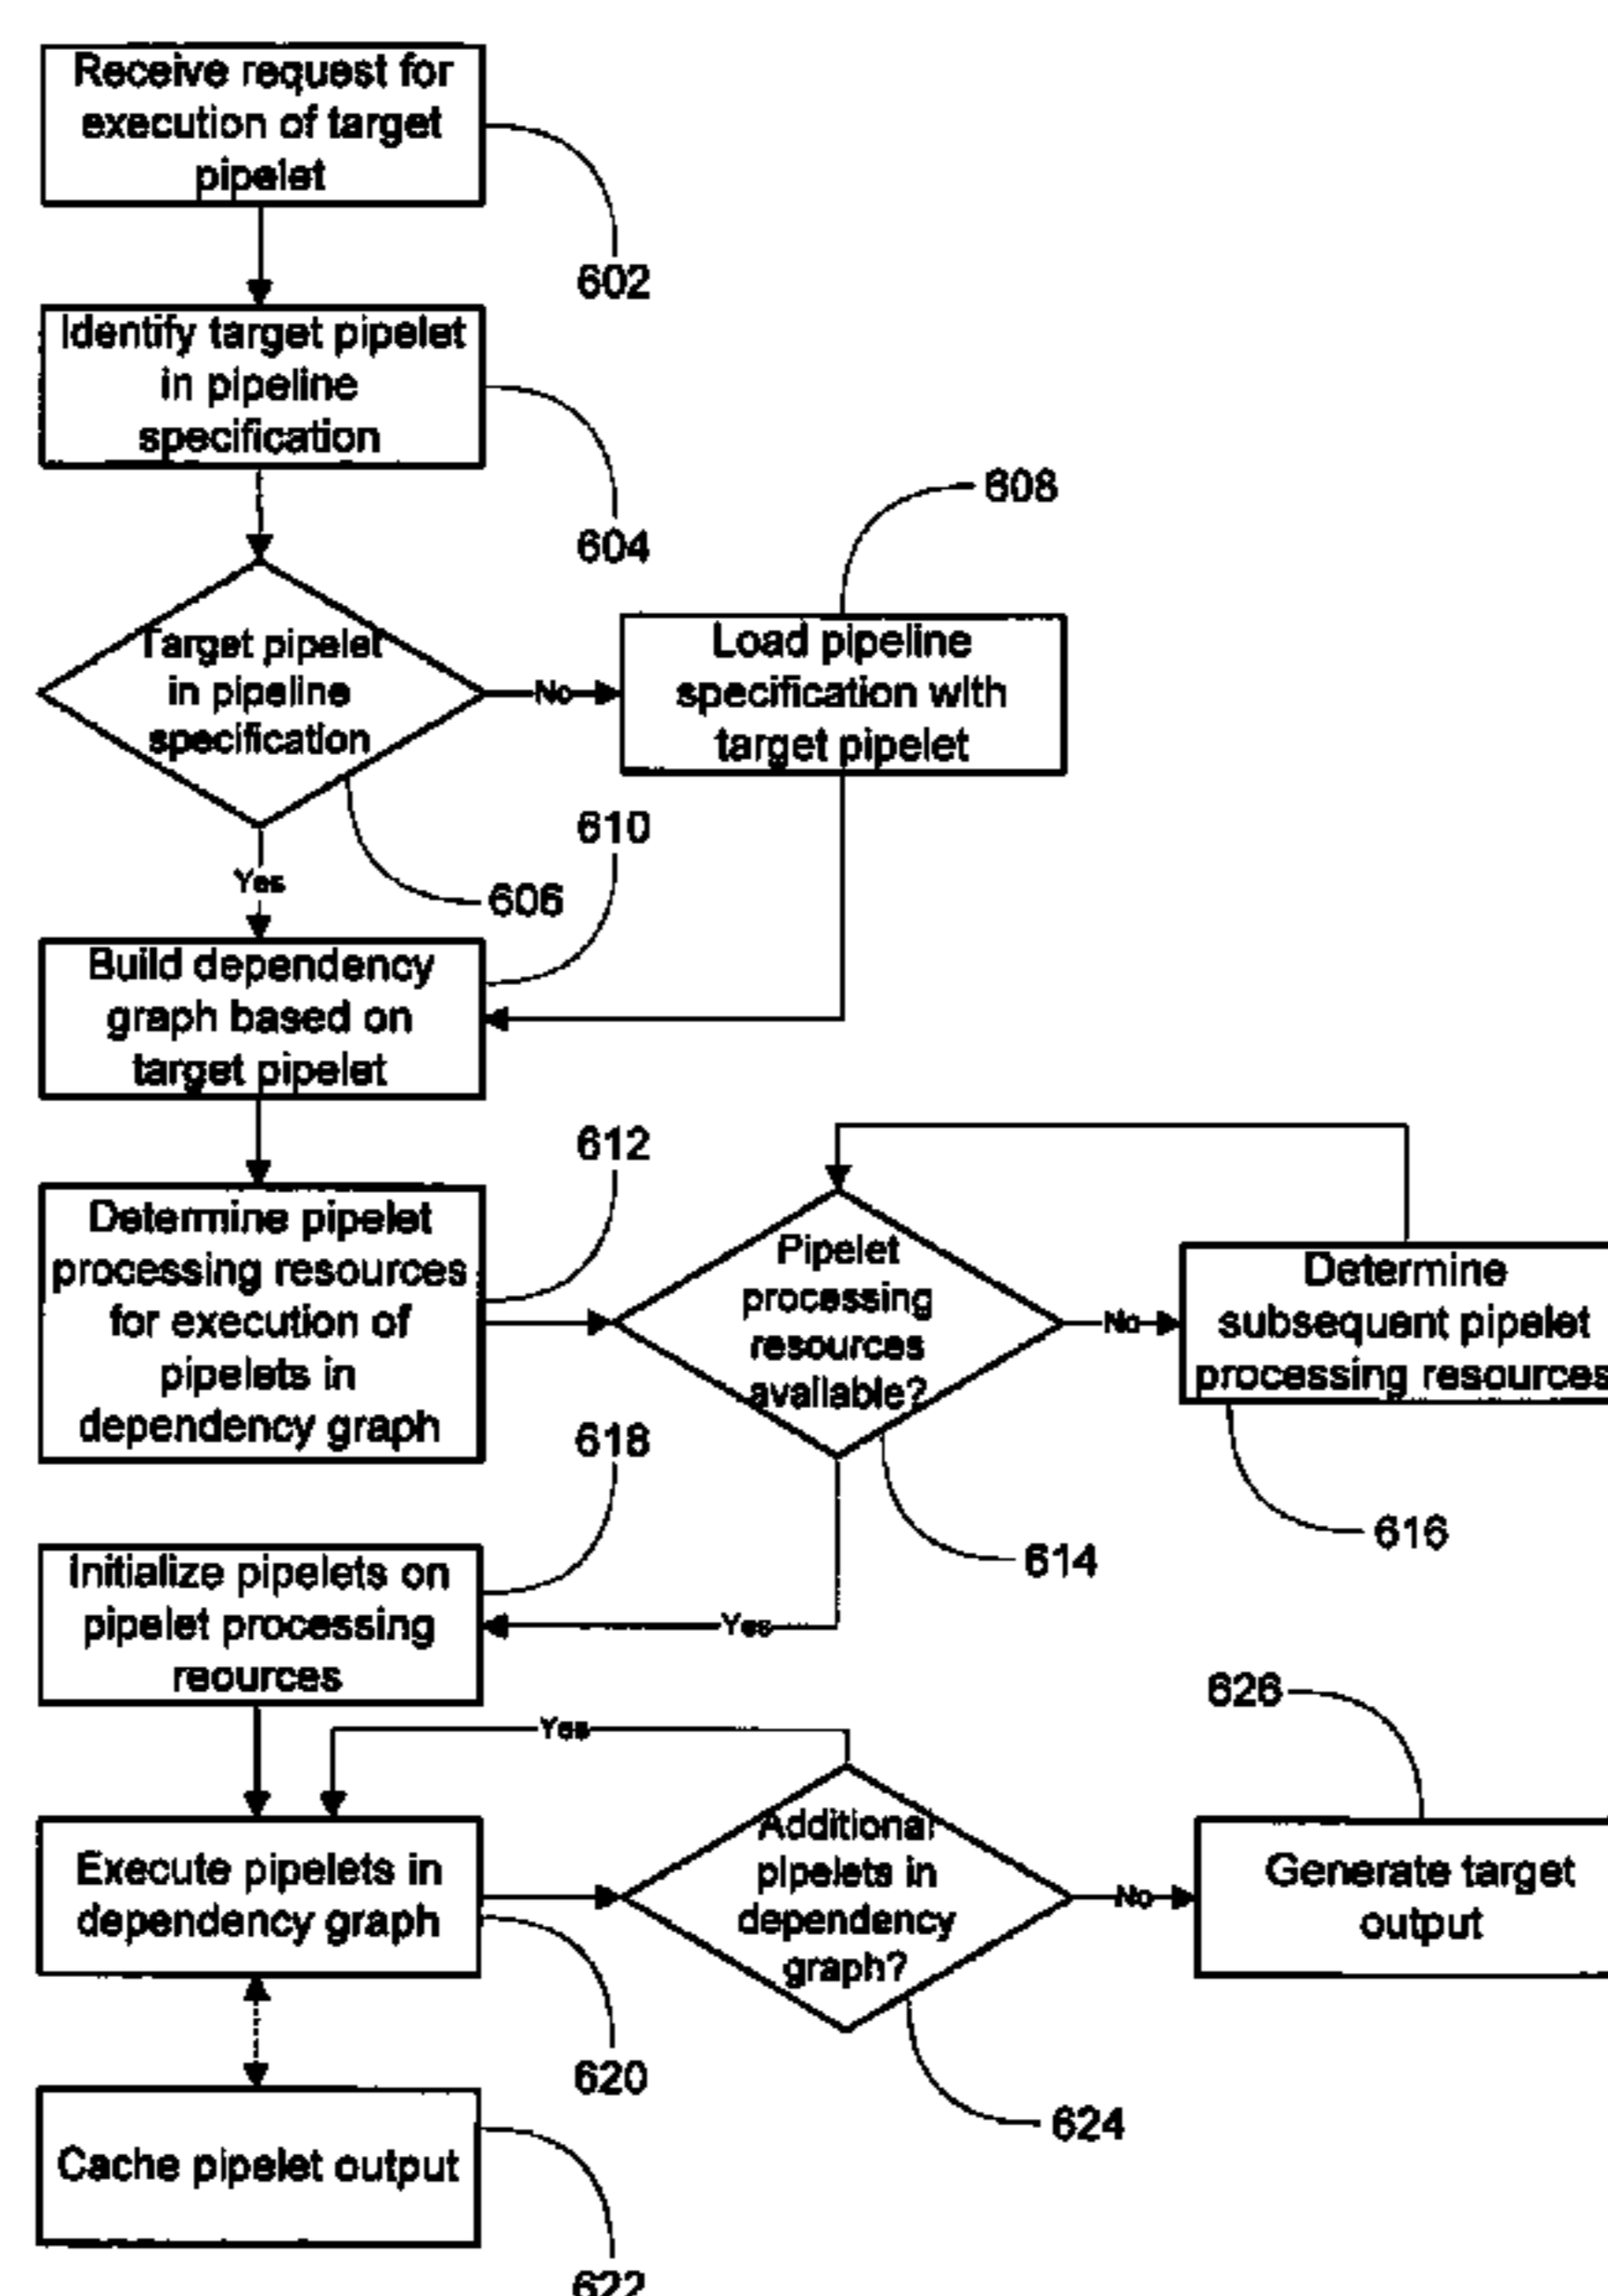 Receive request for
execution of target
pipelet
602
Identify target pipelet
in pipeline
specification
604
608
Target pipelet
in pipeline
specification
No
Load pipeline
specification with
target pipelet
606
Yes
610
Build dependency
graph based on
target pipelet
612
Determine pipelet
processing resources
for execution of
pipelets in
dependency graph
Pipelet
processing
resources
available?
No
Determine
subsequent pipelet
processing resources
614
616
618
Yes
Initialize pipelets on
pipelet processing
reources
Yes
626
Execute pipelets in
dependency graph
Additional
pipelets in
dependency
graph?
No
Generate target
output
620
624
Cache pipelet output
622